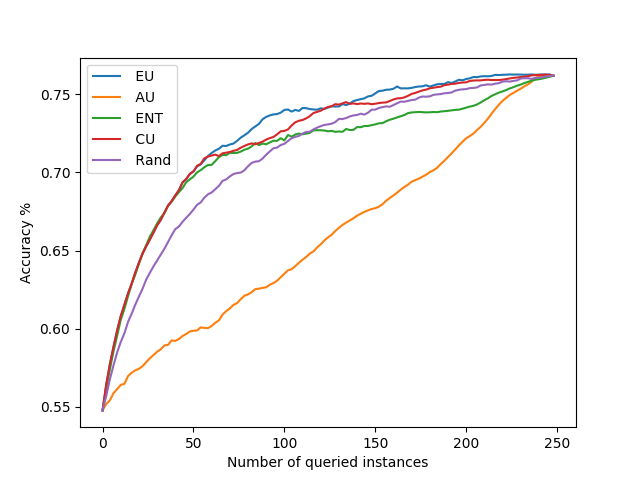 EU
AU
ENT
CU
Rand
Accuracy %
0.75
0.70
0.65
0.60
0.55
0 50 100 150 200 250
Number of queried instances